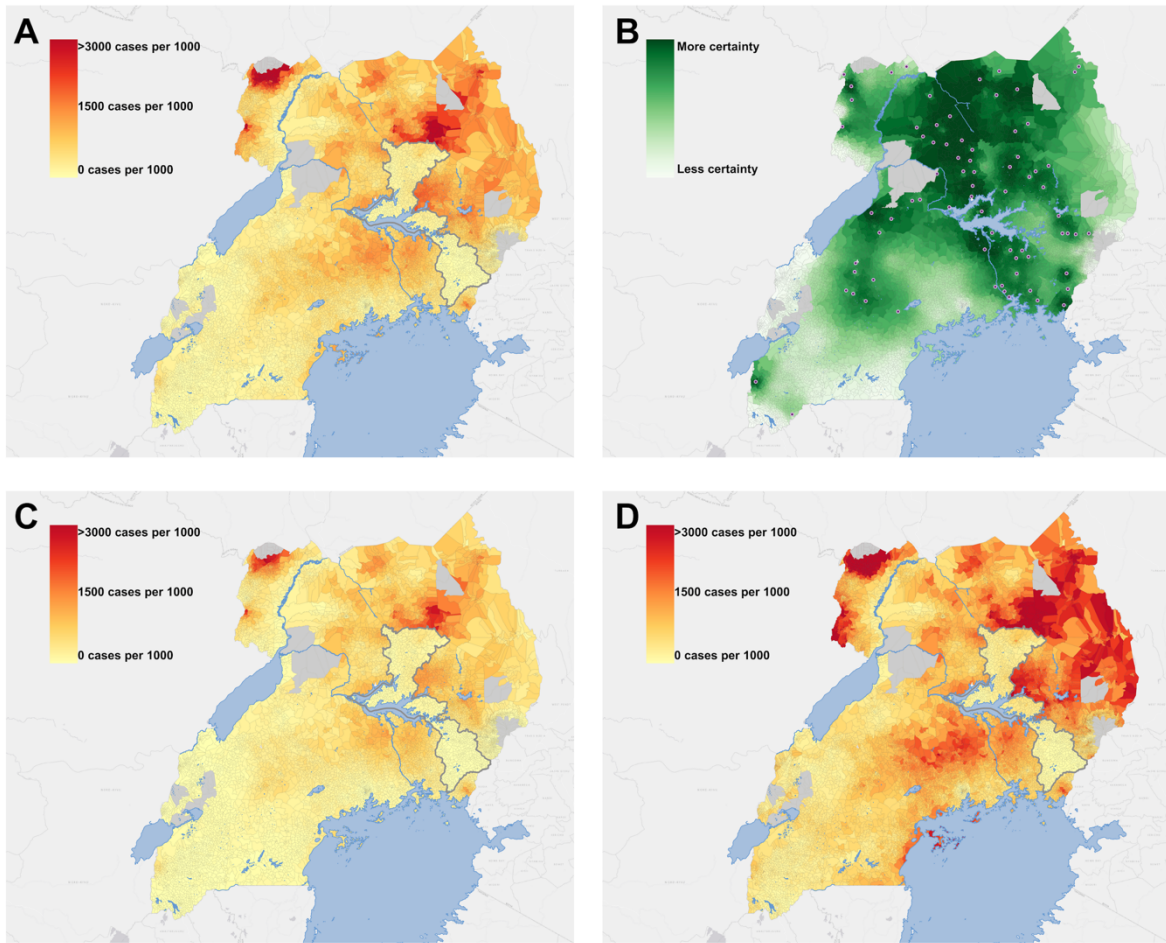 A
>3000 cases per 1000
1500 cases per 1000
0 cases per 1000
B
More certainty
Less certainty
C
>3000 cases per 1000
1500 cases per 1000
0 cases per 1000
D
>3000 cases per 1000
1500 cases per 1000
0 cases per 1000